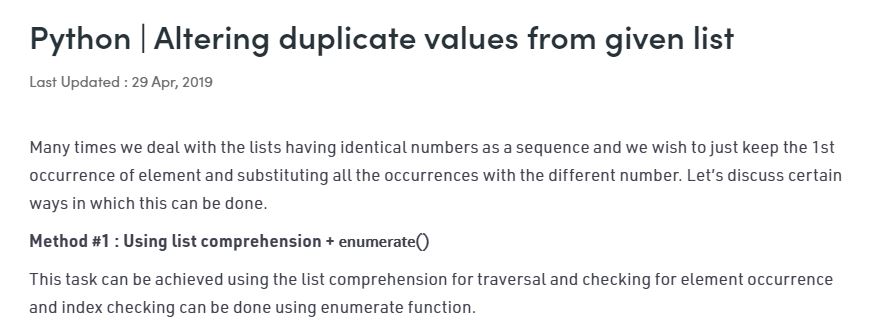 Python | Altering duplicate values from given list
Last Updated : 29 Apr, 2019
Many times we deal with the lists having identical numbers as a sequence and we wish to just keep the 1st
occurrence of element and substituting all the occurrences with the different number. Let's discuss certain
ways in which this can be done.
Method #1 : Using list comprehension + enumerate()
This task can be achieved using the list comprehension for traversal and checking for element occurrence
and index checking can be done using enumerate function.